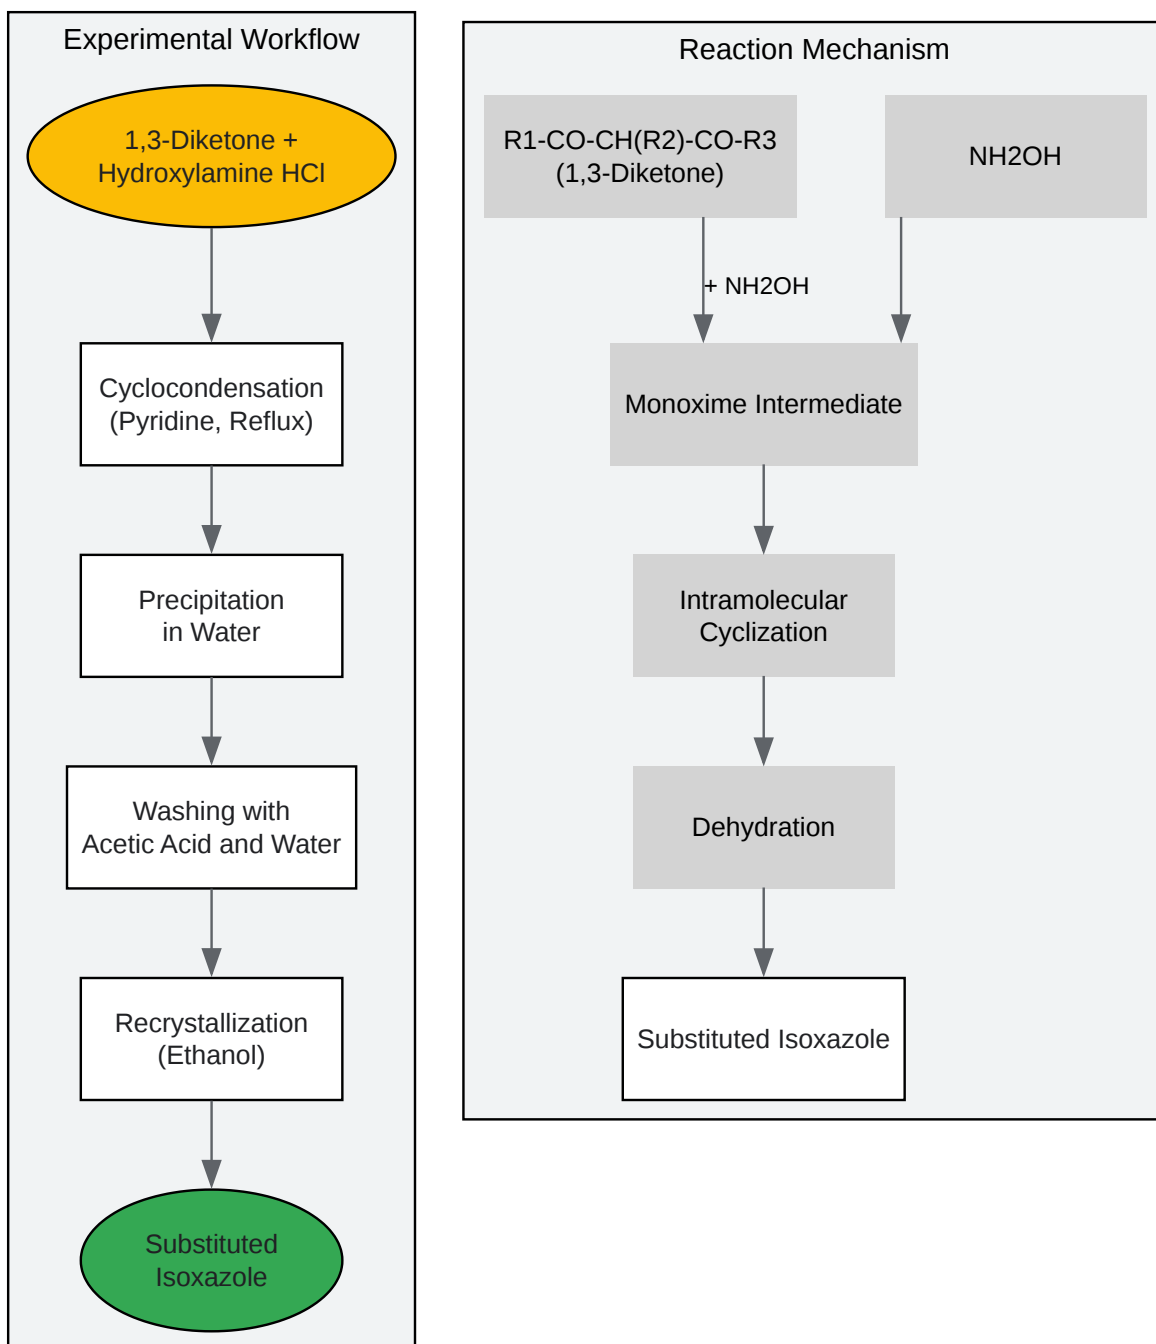 Experimental Workflow
1,3-Diketone +
Hydroxylamine HCl
Cyclocondensation
(Pyridine, Reflux)
Precipitation
in Water
Washing with
Acetic Acid and Water
Recrystallization
(Ethanol)
Substituted
Isoxazole
Reaction Mechanism
R1-CO-CH(R2)-CO-R3
(1,3-Diketone)
NH2OH
+ NH2OH
Monoxime Intermediate
Intramolecular
Cyclization
Dehydration
Substituted Isoxazole